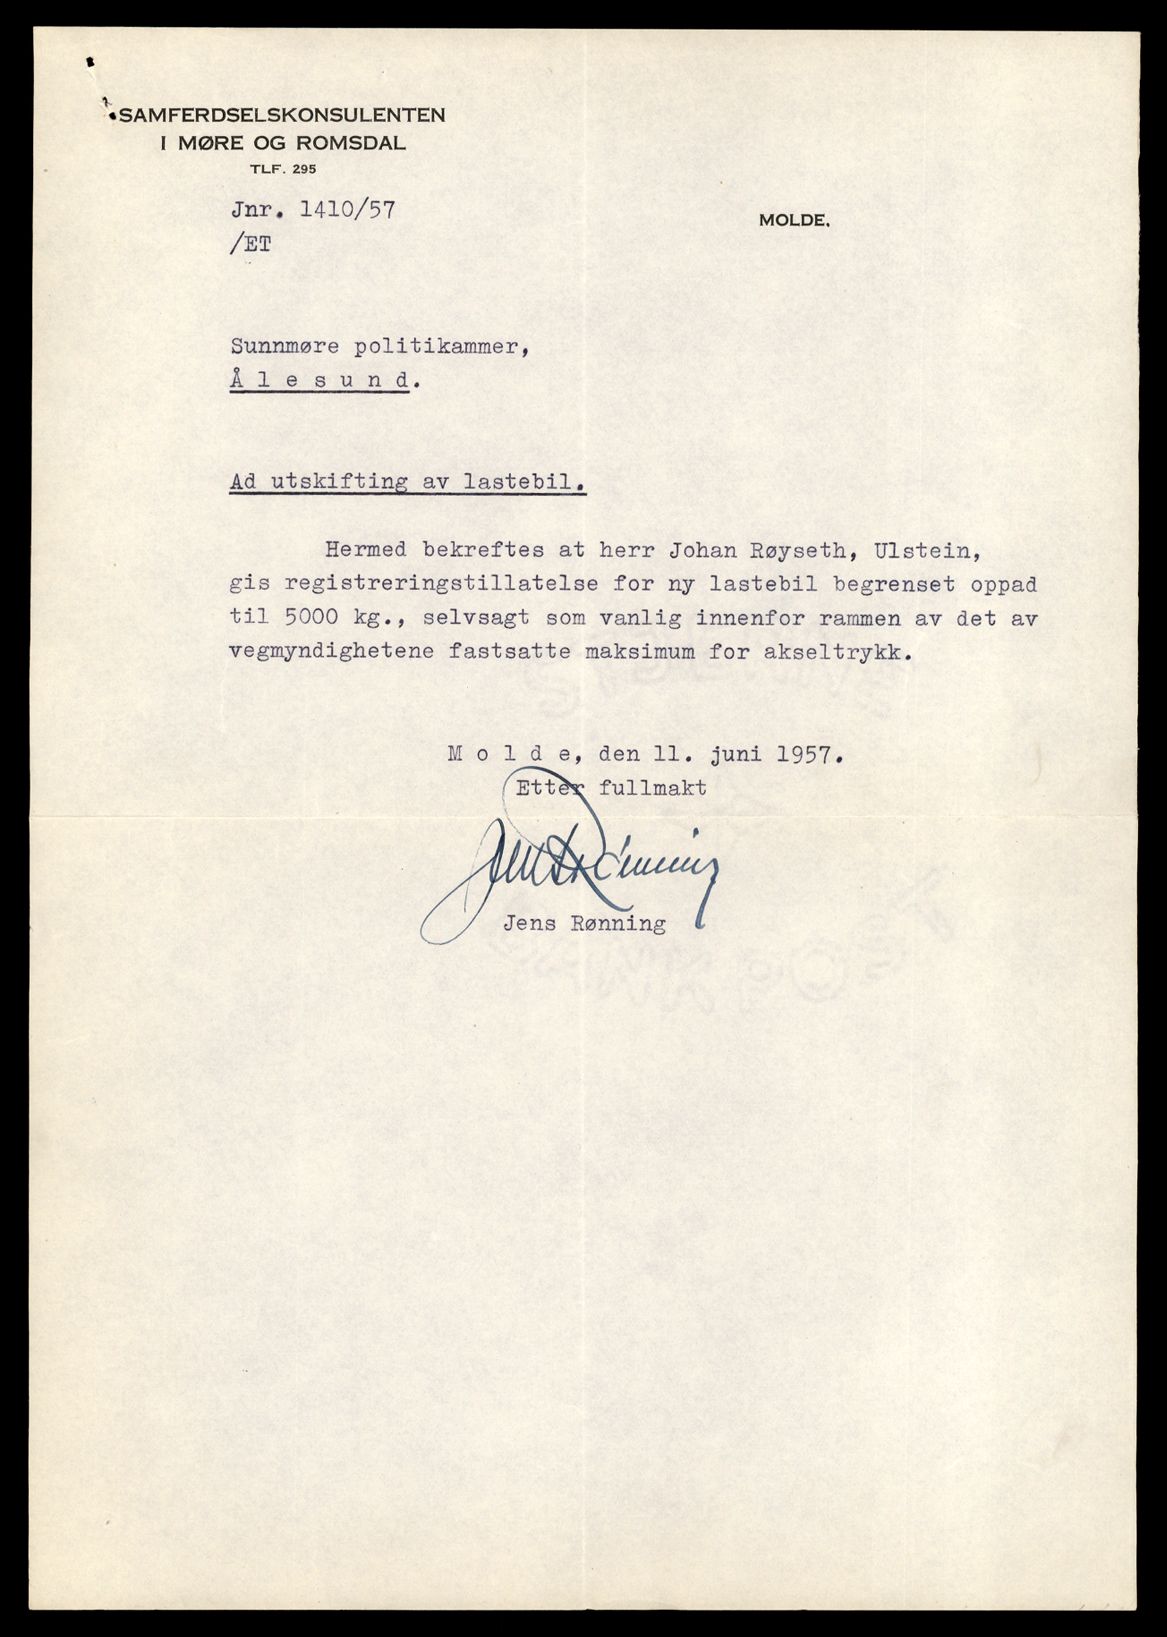 SAMFERDSELSKONSULENTEN
I MØRE OG ROMSDAL
TLF. 295
Jnr. 1410/57
/ET
MOLDE.
Sunnmøre politikammer,
Å l e s u n d.
Ad utskifting av lastebil.
Hermed bekreftes at herr Johan Røyseth, Ulstein,
gis registreringstillatelse for ny lastebil begrenset oppad
til 5000 kg., selvsagt som vanlig innenfor rammen av det av
vegmyndighetene fastsatte maksimum for akseltrykk.
M o l d e, den 11. juni 1957.
Etter fullmakt
Jens Rønning
Jens Rønning